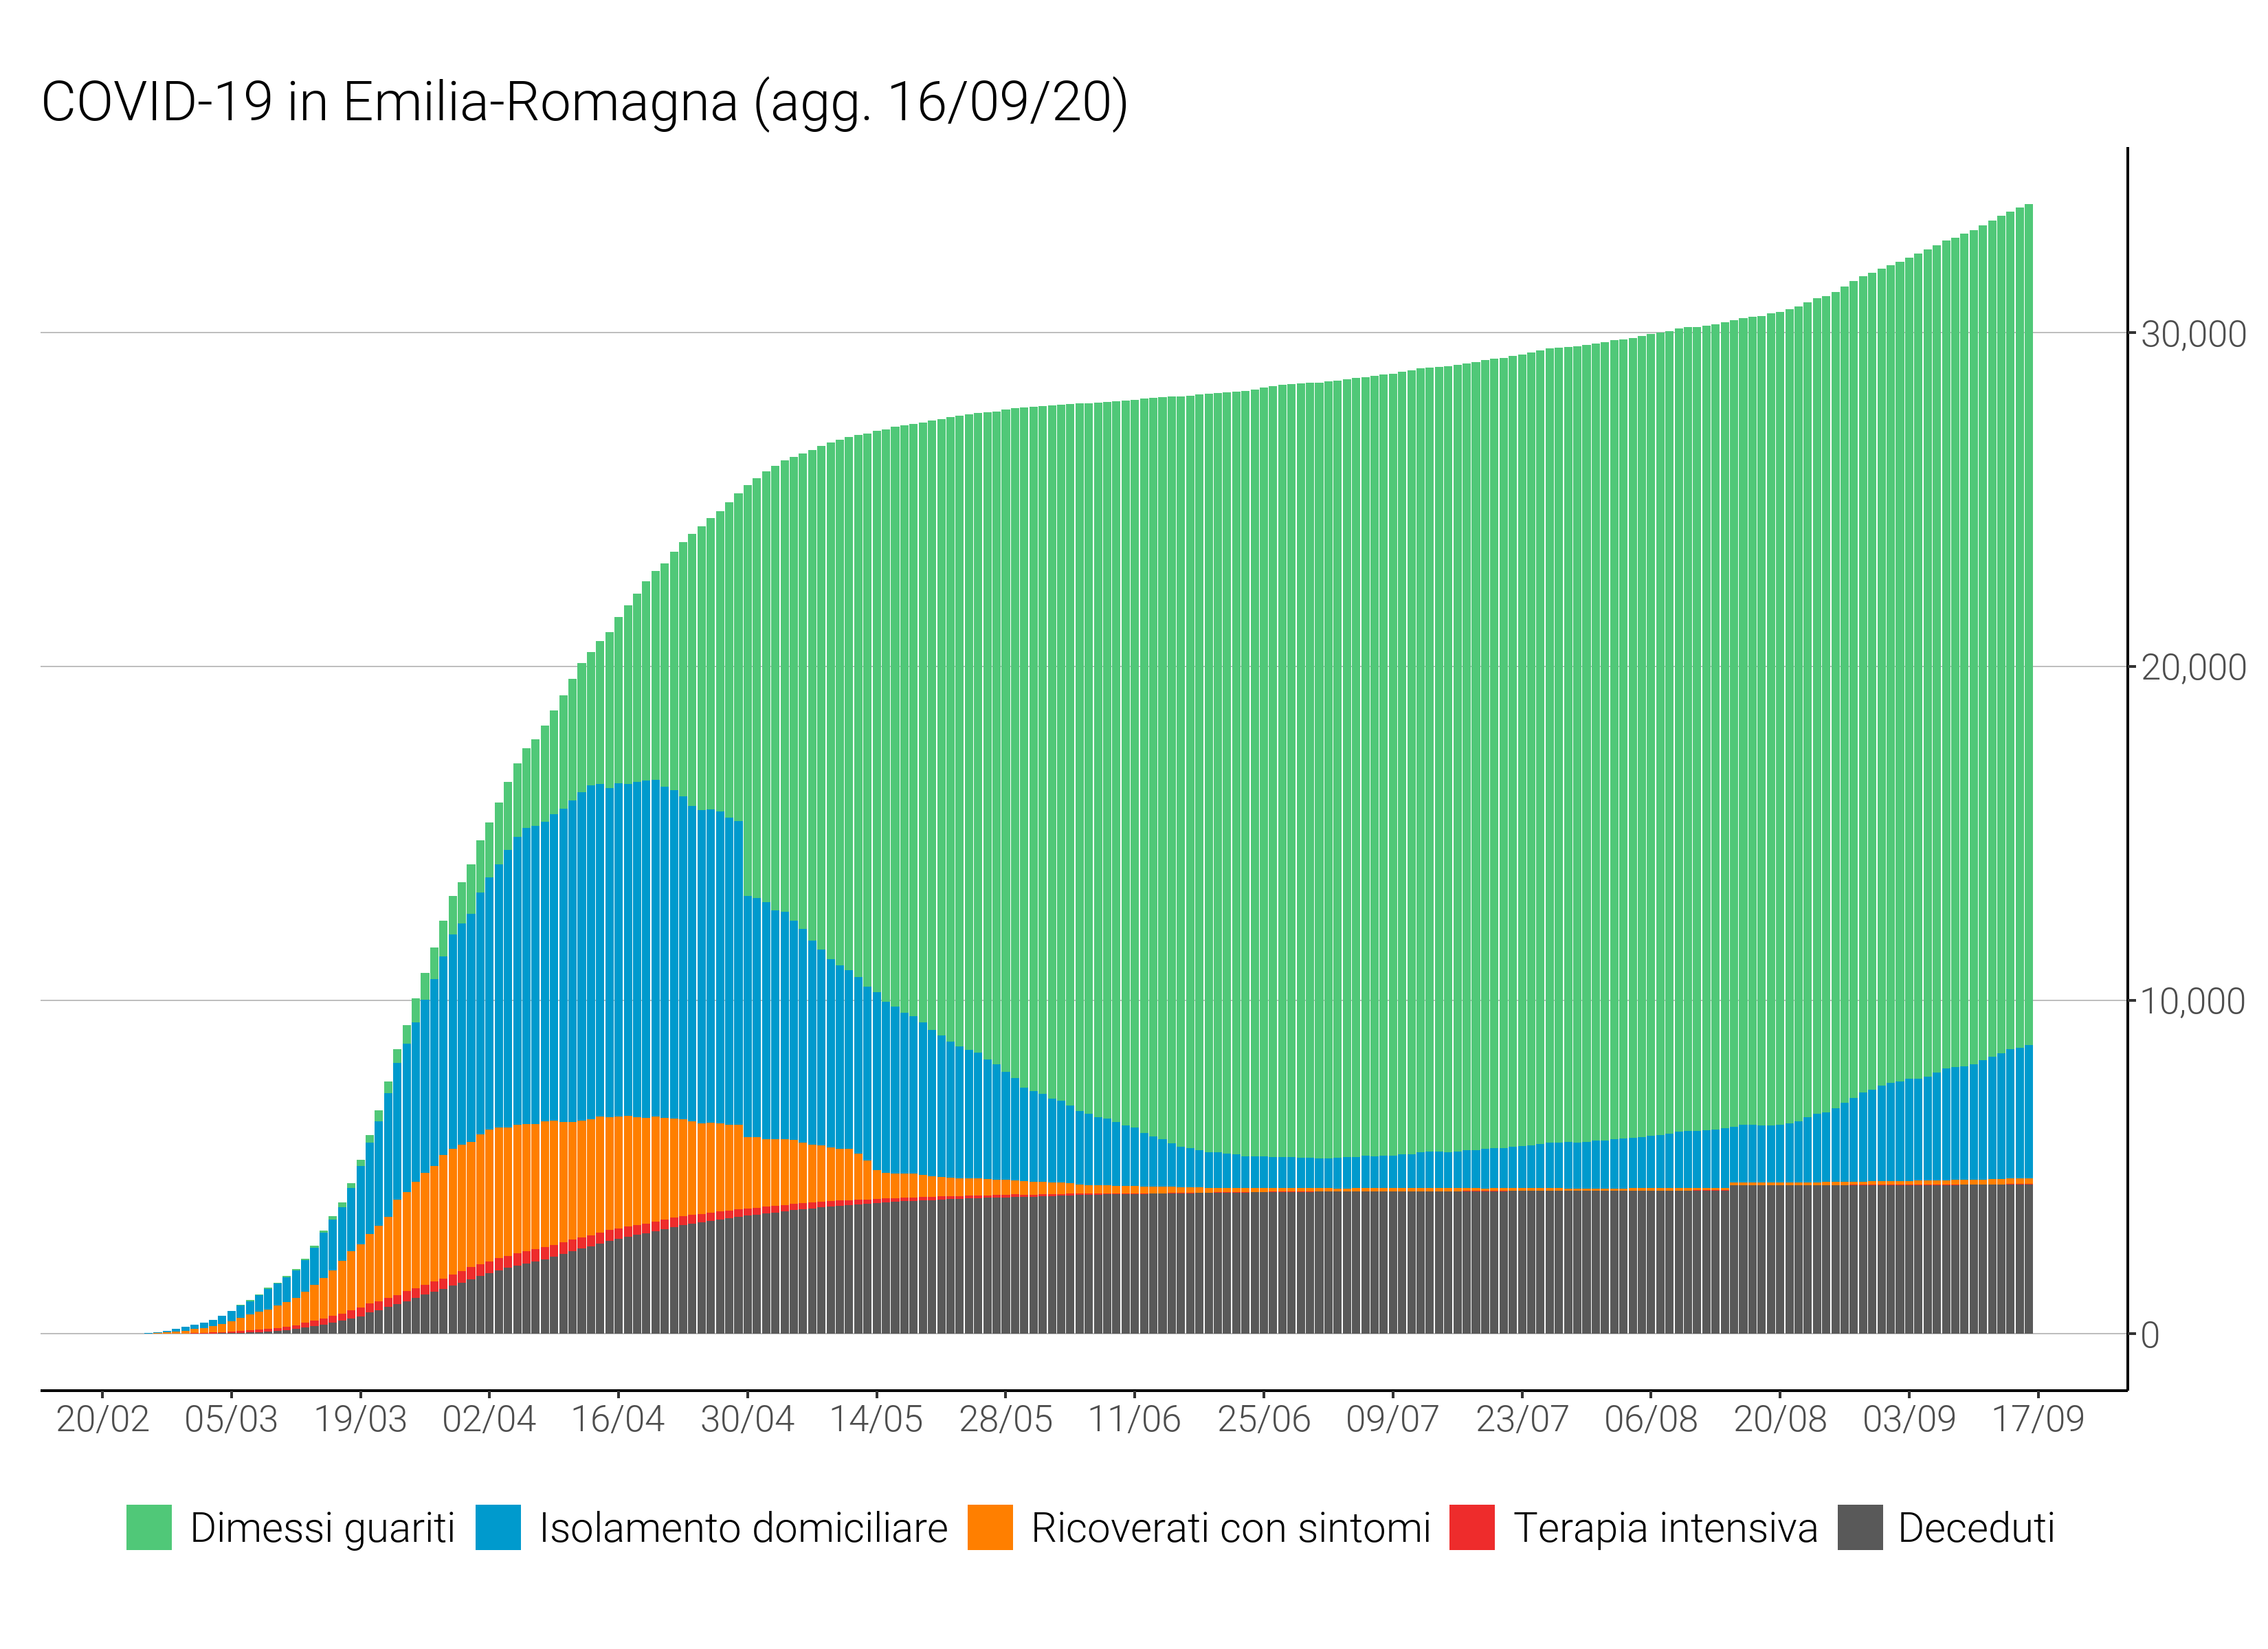 COVID-19 in Emilia-Romagna (agg. 16/09/20)
30,000
20,000
10,000
0
20/02 05/03 19/03 02/04 16/04 30/04 14/05 28/05 11/06 25/06 09/07 23/07 06/08 20/08 03/09 17/09
Dimessi guariti Isolamento domiciliare Ricoverati con sintomi Terapia intensiva Deceduti